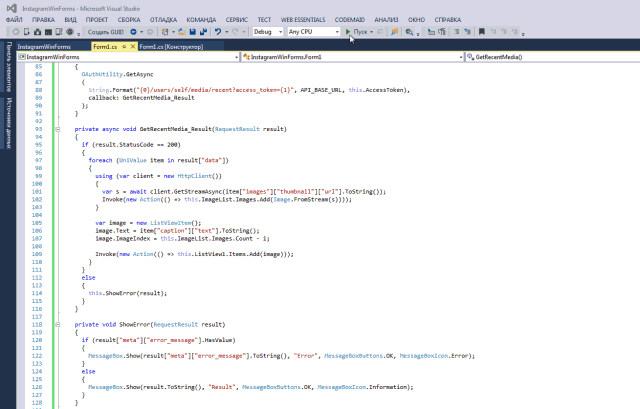 InstagramWinForms - Microsoft Visual Studio
ФАЙЛ ВИД ПРОЕКТ СБОРКА ОТЛАДКА КОМАНДА СЕРВИС ТЕСТ WEB ESSENTIALS CODEMAID АНАЛИЗ ОКНО СПРАВКА
Создать GUID Debug Any CPU Пуск
InstagramWinForms Form1.cs Form1.cs [Конструктор]
InstagramWinForms InstagramWinForms.Form1 GetRecentMedia()
Панель элементов
Источники данных
85 {
86 OAuthUtility.GetAsync
87 (
88 String.Format("{0}/users/self/media/recent?access_token={1}", API_BASE_URL, this.AccessToken),
89 callback: GetRecentMedia_Result
90 );
91 }
92
93 private async void GetRecentMedia_Result(RequestResult result)
94 {
95 if (result.StatusCode == 200)
96 {
97 foreach (UniValue item in result["data"])
98 {
99 using (var client = new HttpClient())
100 {
101 var s = await client.GetStreamAsync(item["images"]["thumbnail"]["url"].ToString());
102 Invoke(new Action(() => this.ImageList.Images.Add(Image.FromStream(s))));
103 }
104
105 var image = new ListViewItem();
106 image.Text = item["caption"]["text"].ToString();
107 image.ImageIndex = this.ImageList.Images.Count - 1;
108
109 Invoke(new Action(() => this.ListView1.Items.Add(image)));
110 }
111 }
112 else
113 {
114 this.ShowError(result);
115 }
116 }
117
118 private void ShowError(RequestResult result)
119 {
120 if (result["meta"]["error_message"].HasValue)
121 {
122 MessageBox.Show(result["meta"]["error_message"].ToString(), "Error", MessageBoxButtons.OK, MessageBoxIcon.Error);
123 }
124 else
125 {
126 MessageBox.Show(result.ToString(), "Result", MessageBoxButtons.OK, MessageBoxIcon.Information);
127 }
128 }